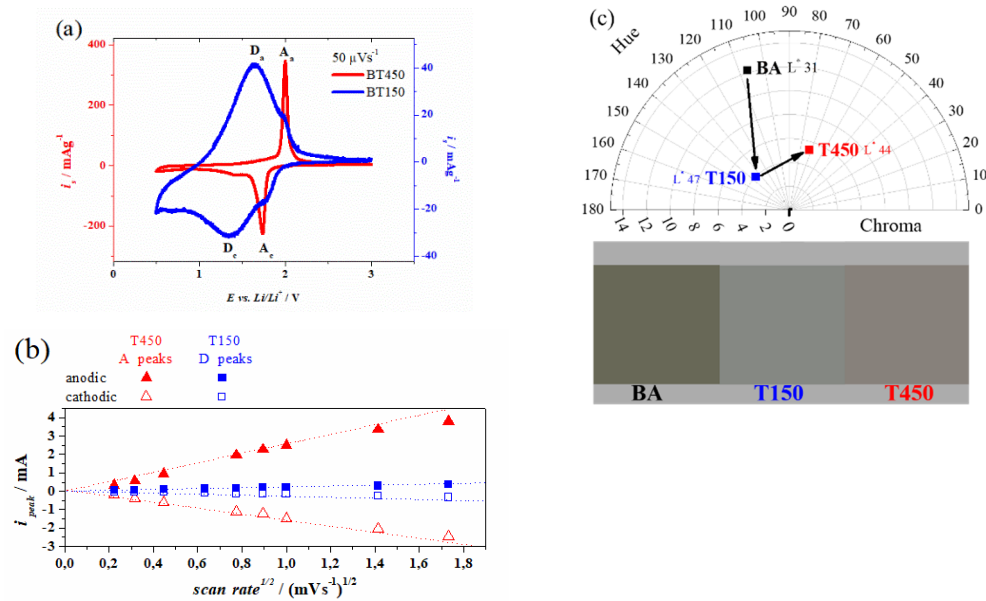 (a)
400
200
0
-200
i_s / mAg⁻¹
D_a
A_a
50 µVs⁻¹
BT450
BT150
D_c
A_c
40
20
0
-20
-40
i_s / mAg⁻¹
0
1
2
3
E vs. Li/Li⁺ / V
(b)
T450 T150
A peaks D peaks
anodic
cathodic
4
3
2
1
0
-1
-2
-3
i_peak / mA
0,0 0,2 0,4 0,6 0,8 1,0 1,2 1,4 1,6 1,8
scan rate^1/2 / (mVs⁻¹)^1/2
(c)
Hue
180 170 160 150 140 130 120 110 100 90 80 70 60 50 40 30 20 10 0
BA L* 31
T450 L* 44
L* 47 T150
14 12 10 8 6 4 2 0
Chroma
BA T150 T450